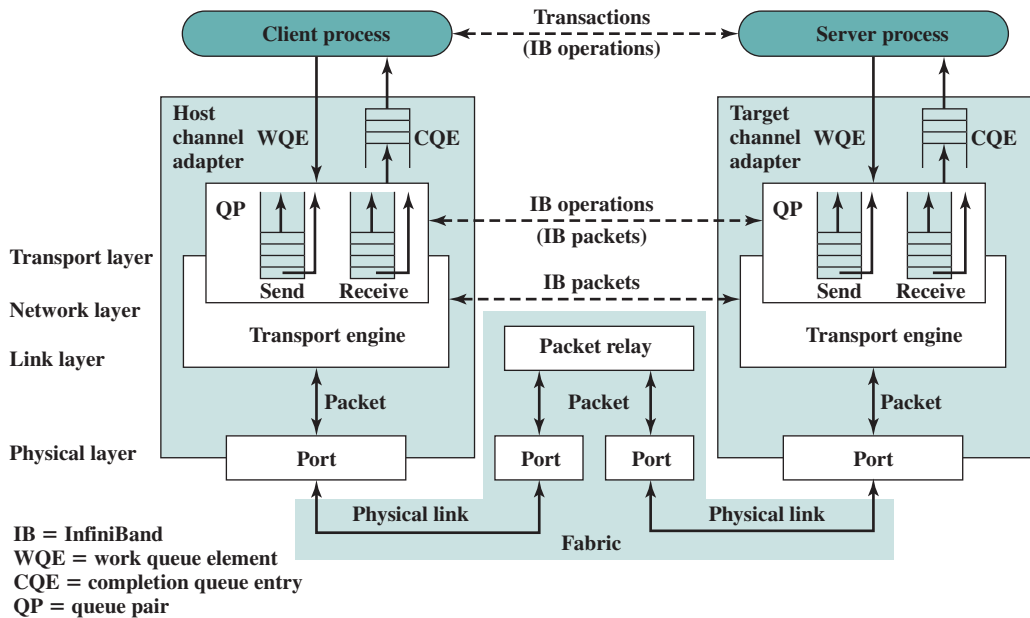 Client process
Transactions
(IB operations)
Server process
Host
channel
adapter
WQE
CQE
Target
channel
adapter
WQE
CQE
QP
IB operations
(IB packets)
QP
Transport layer
Send
Receive
IB packets
Send
Receive
Network layer
Transport engine
Transport engine
Link layer
Packet relay
Packet
Packet
Packet
Physical layer
Port
Port
Port
Port
Physical link
Physical link
Fabric
IB = InfiniBand
WQE = work queue element
CQE = completion queue entry
QP = queue pair